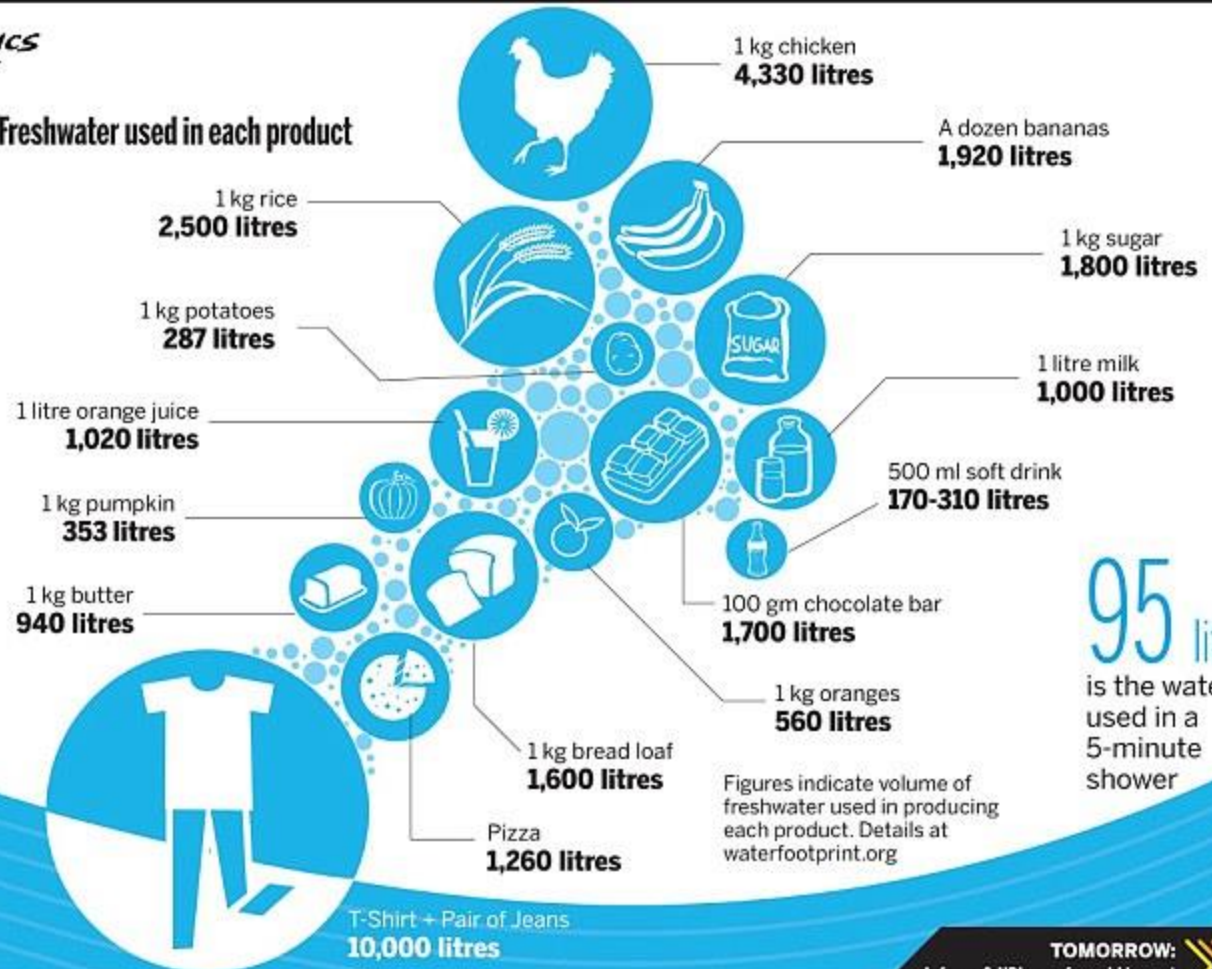 Freshwater used in each product
1 kg chicken
4,330 litres
A dozen bananas
1,920 litres
1 kg rice
2,500 litres
1 kg sugar
1,800 litres
1 kg potatoes
287 litres
SUGAR
1 litre milk
1,000 litres
1 litre orange juice
1,020 litres
500 ml soft drink
170-310 litres
1 kg pumpkin
353 litres
1 kg butter
940 litres
100 gm chocolate bar
1,700 litres
95
is the
used in a
5-minute
shower
1 kg oranges
560 litres
1 kg bread loaf
1,600 litres
Figures indicate volume of
freshwater used in producing
each product. Details at
waterfootprint.org
Pizza
1,260 litres
T-Shirt + Pair of Jeans
10,000 litres
TOMORROW: